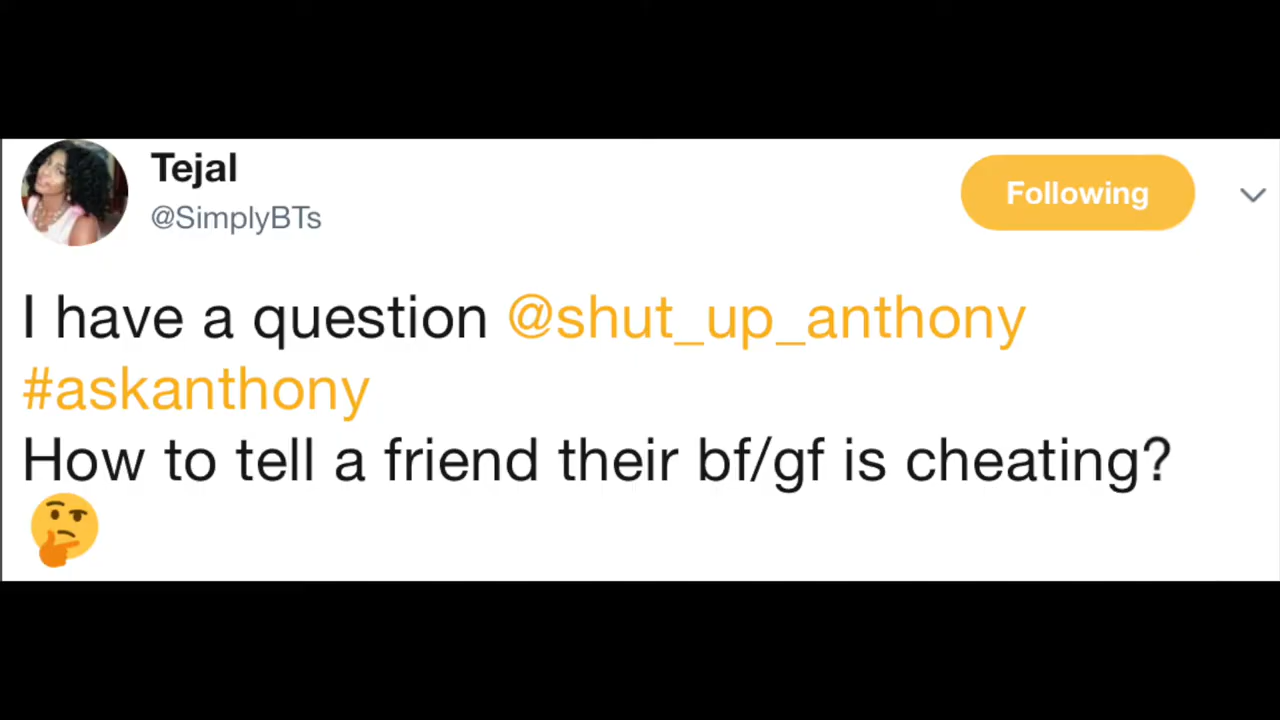 Tejal
@SimplyBTs
Following
I have a question @shut_up_anthony
#askanthony
How to tell a friend their bf/gf is cheating?
🤔